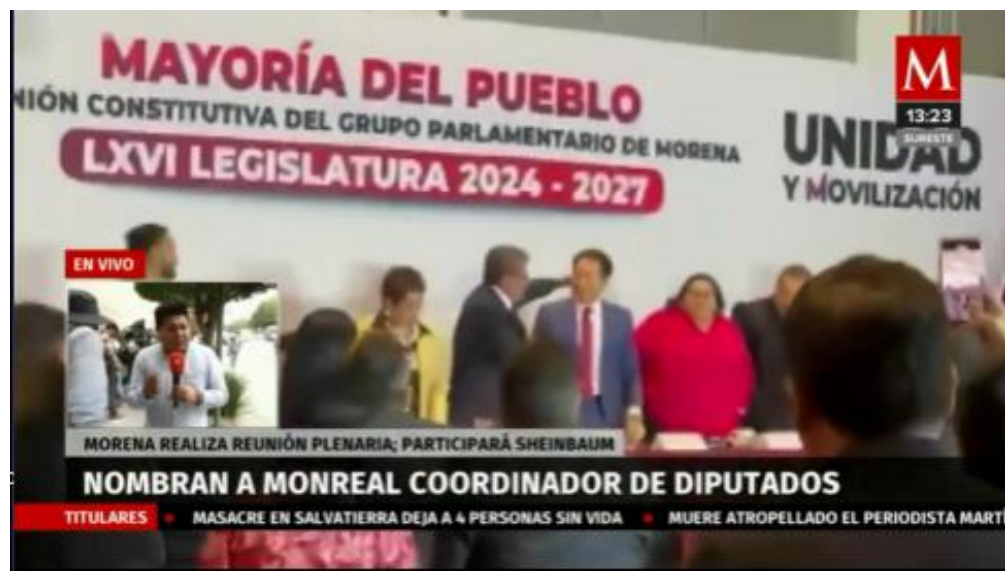 MAYORÍA DEL PUEBLO
NIÓN CONSTITUTIVA DEL GRUPO PARLAMENTARIO DE MORENA
LXVI LEGISLATURA 2024 - 2027
UNIDAD
Y MOVILIZACIÓN
M
13:23
SURESTE
EN VIVO
MORENA REALIZA REUNIÓN PLENARIA; PARTICIPARÁ SHEINBAUM
NOMBRAN A MONREAL COORDINADOR DE DIPUTADOS
TITULARES MASACRE EN SALVATIERRA DEJA A 4 PERSONAS SIN VIDA MUERE ATROPELLADO EL PERIODISTA MARTÍ